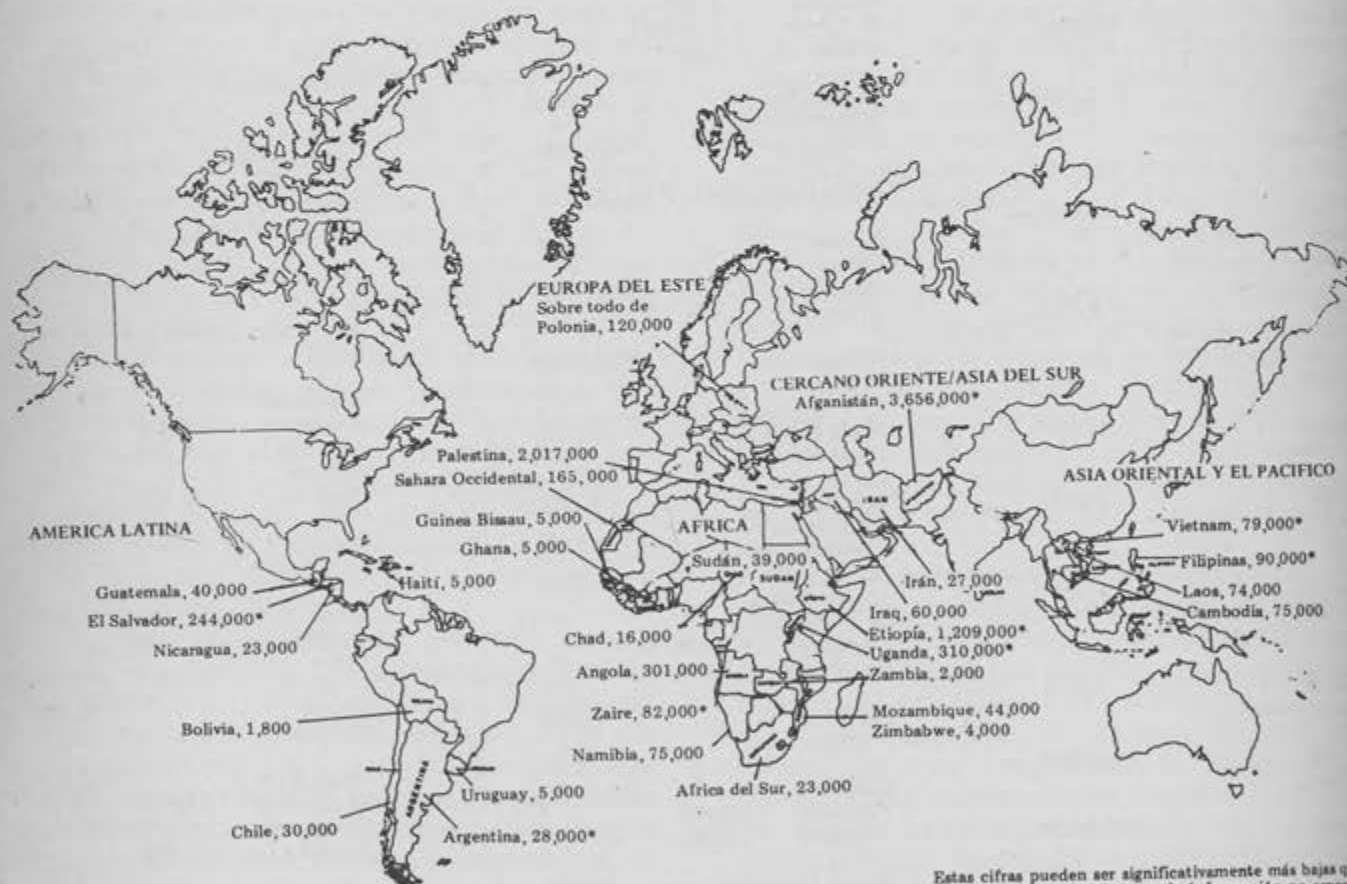 EUROPA DEL ESTE
Sobre todo de
Polonia, 120,000
CERCANO ORIENTE/ASIA DEL SUR
Afganistán, 3,656,000*
Palestina, 2,017,000
Sahara Occidental, 165,000
ASIA ORIENTAL Y EL PACIFICO
AMERICA LATINA
Guinea Bissau, 5,000
AFRICA
Vietnam, 79,000*
Ghana, 5,000
Sudán, 39,000
Filipinas, 90,000*
Guatemala, 40,000
Haití, 5,000
IRAN
SUDAN
Irán, 27,000
Laos, 74,000
El Salvador, 244,000*
Iraq, 60,000
Cambodia, 75,000
Nicaragua, 23,000
Chad, 16,000
Etiopía, 1,209,000*
Uganda, 310,000*
Angola, 301,000
Zambia, 2,000
Bolivia, 1,800
Zaire, 82,000*
Mozambique, 44,000
Zimbabwe, 4,000
Namibia, 75,000
Africa del Sur, 23,000
ARGENTINA
Uruguay, 5,000
Chile, 30,000
Argentina, 28,000*
Estas cifras pueden ser significativamente más bajas q